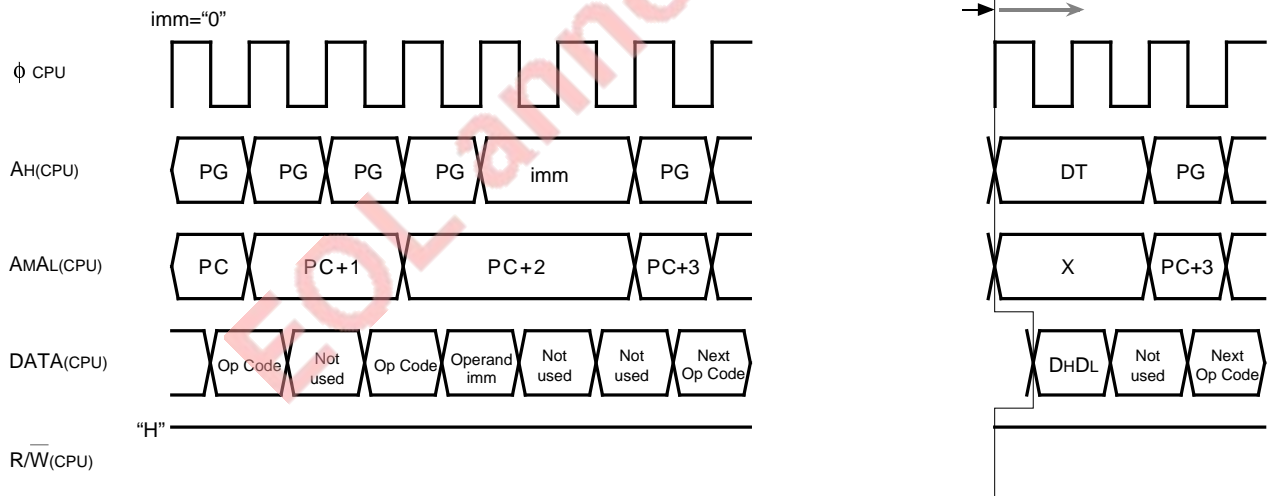 imm=“0”
ϕ CPU
AH(CPU) PG PG PG PG imm PG DT PG
AMAL(CPU) PC PC+1 PC+2 PC+3 X PC+3
DATA(CPU) Op Code Not used Op Code Operand imm Not used Not used Next Op Code DHDL Not used Next Op Code
“H”
R/W̅(CPU)
EOL